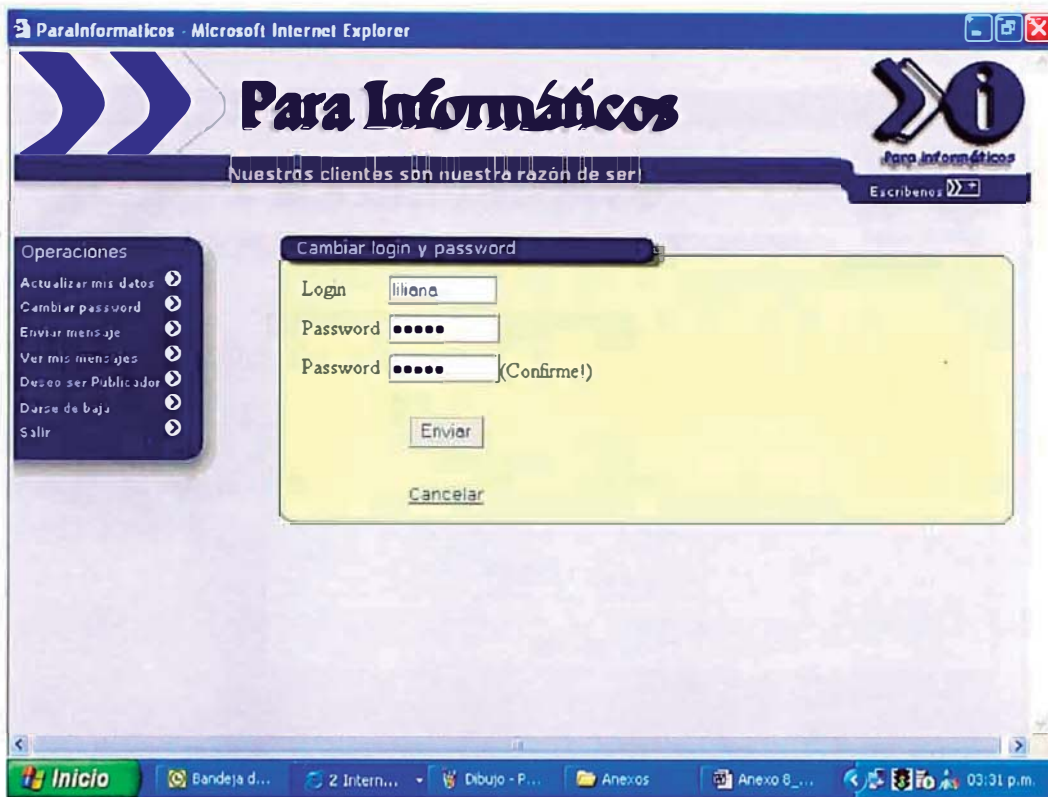 ParaInformaticos - Microsoft Internet Explorer
Para Informáticos
Para informáticos
Nuestros clientes son nuestra razón de ser!
Escribenos
Operaciones
Actualizar mis datos
Cambiar password
Enviar mensaje
Ver mis mensajes
Deseo ser Publicador
Darse de baja
Salir
Cambiar login y password
Login liliana
Password •••••
Password ••••• (Confirme!)
Enviar
Cancelar
Inicio
Bandeja d...
2 Intern...
Dibujo - P...
Anexos
Anexo 8_...
03:31 p.m.